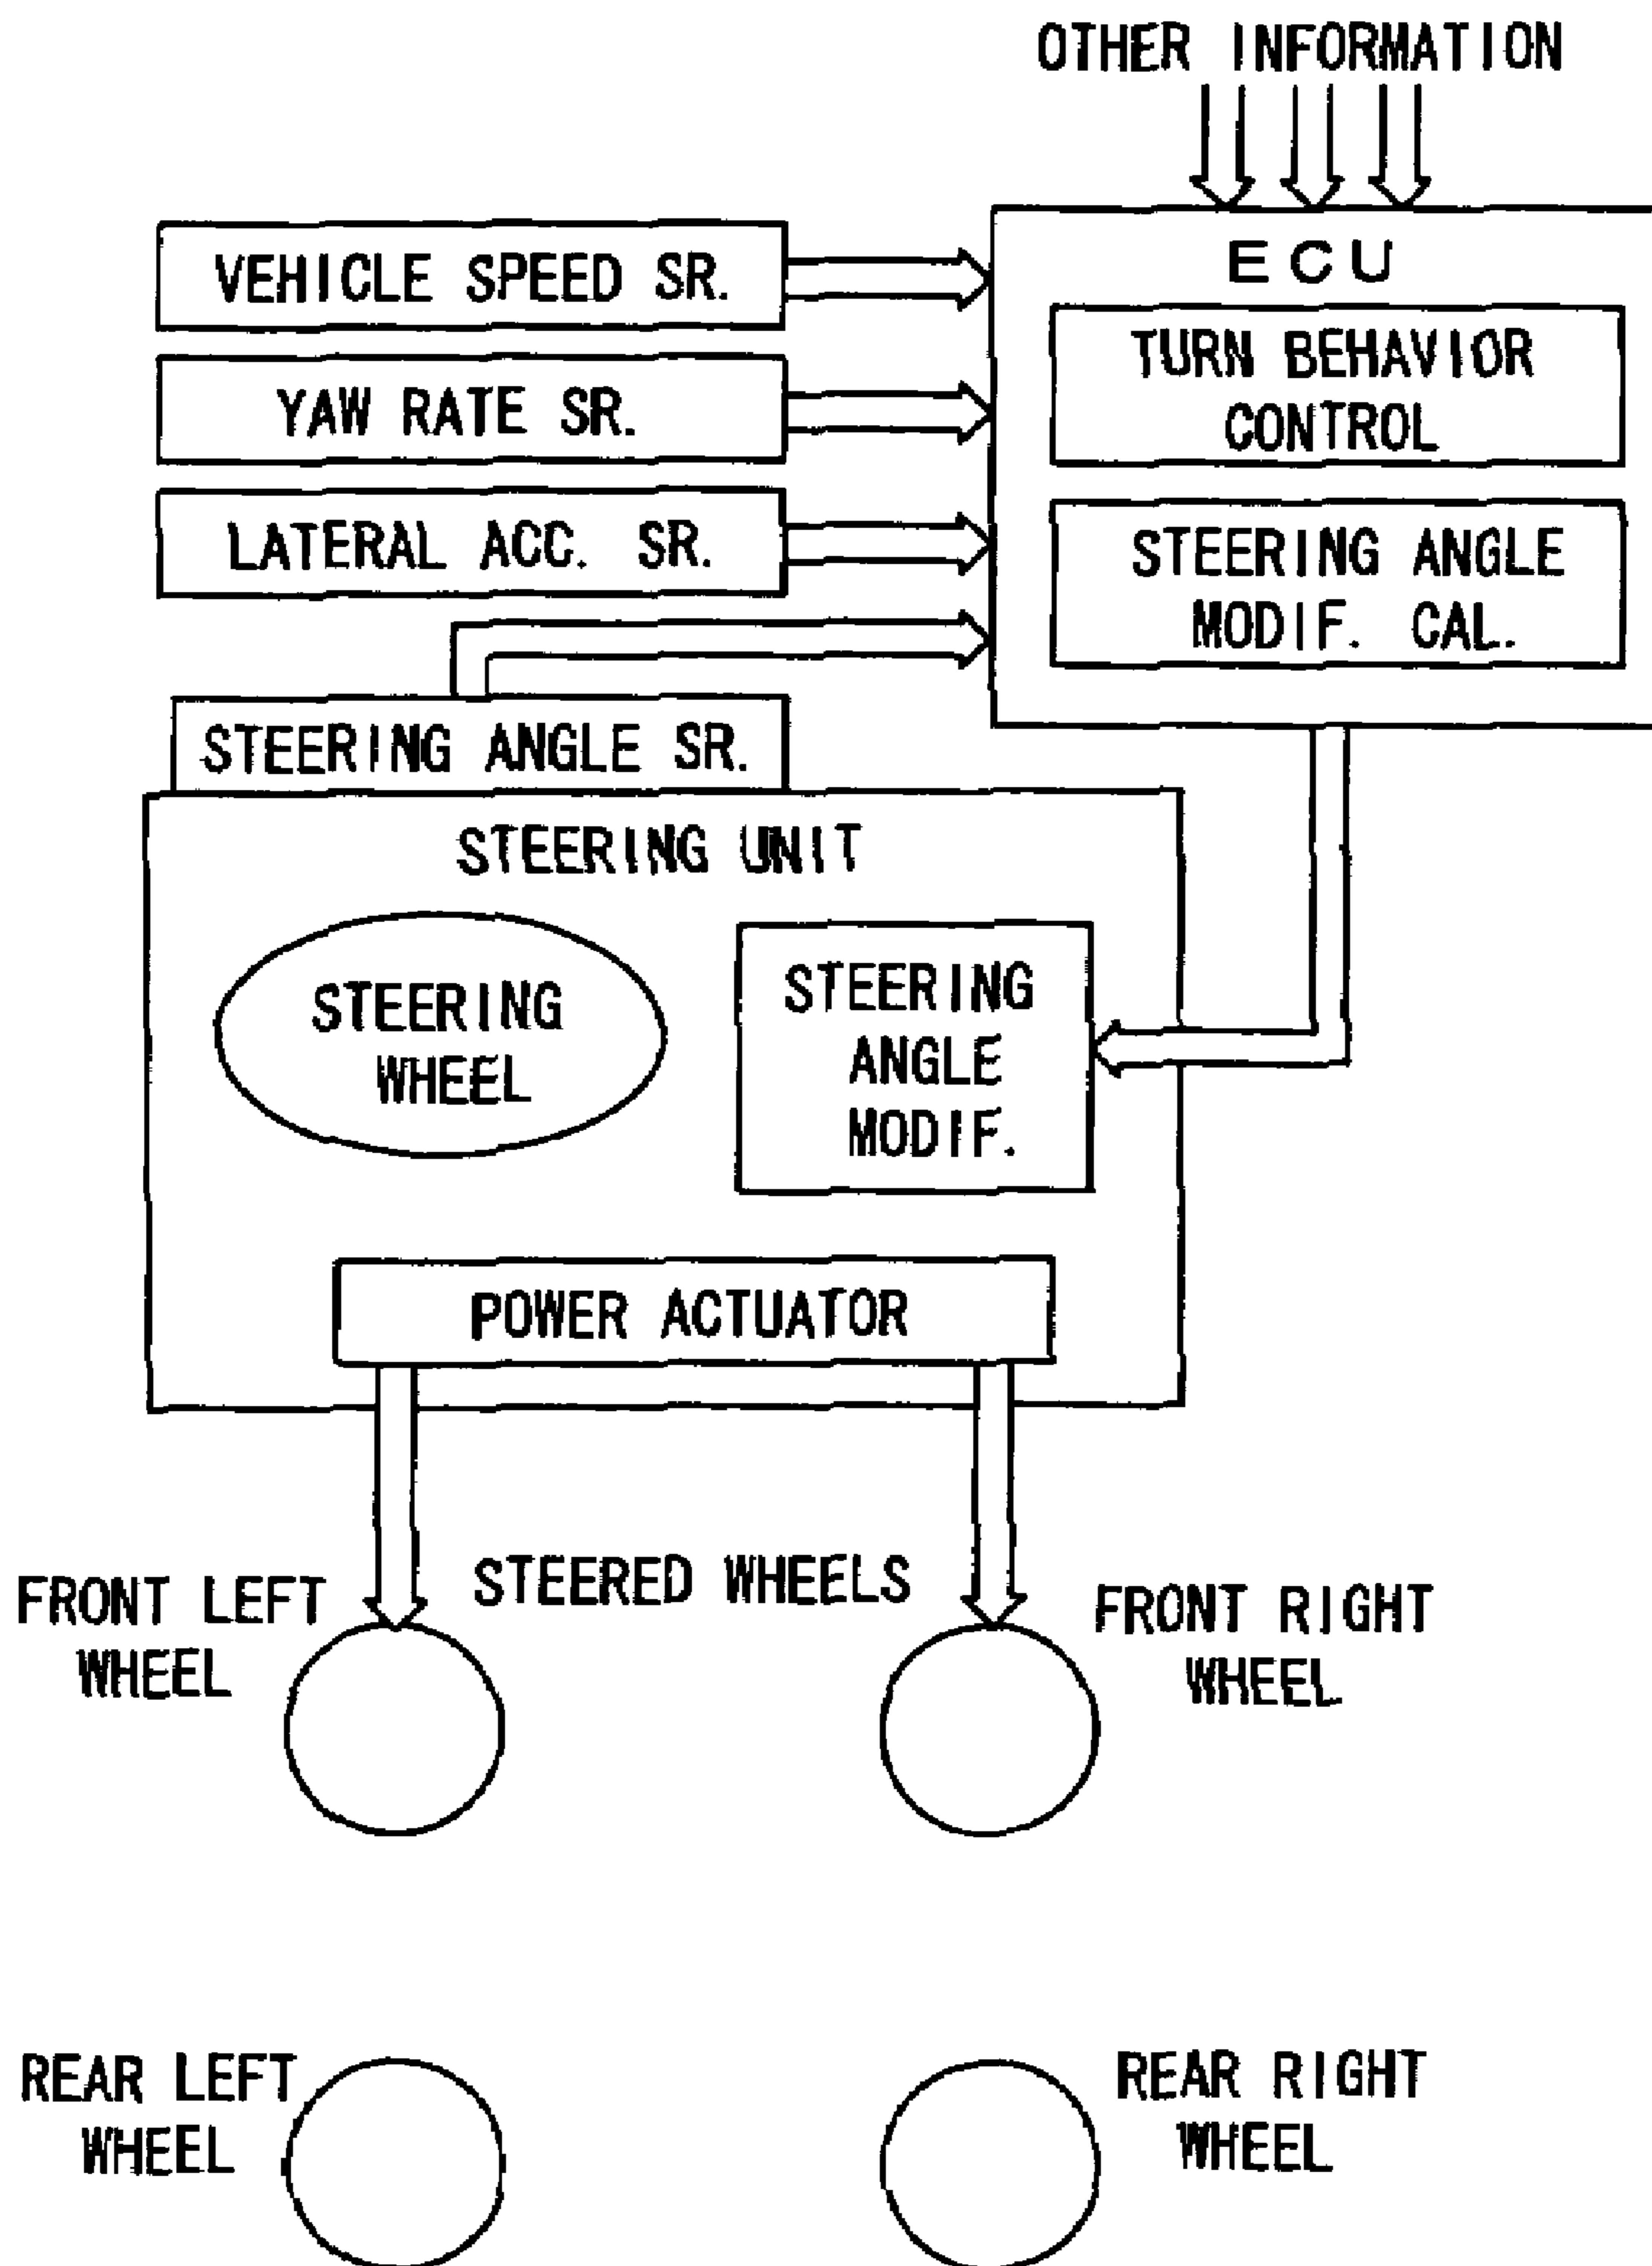 OTHER INFORMATION
VEHICLE SPEED SR.
YAW RATE SR.
LATERAL ACC. SR.
ECU
TURN BEHAVIOR
CONTROL
STEERING ANGLE
MODIF. CAL.
STEERING ANGLE SR.
STEERING UNIT
STEERING
WHEEL
STEERING
ANGLE
MODIF.
POWER ACTUATOR
STEERED WHEELS
FRONT LEFT
WHEEL
FRONT RIGHT
WHEEL
REAR LEFT
WHEEL
REAR RIGHT
WHEEL